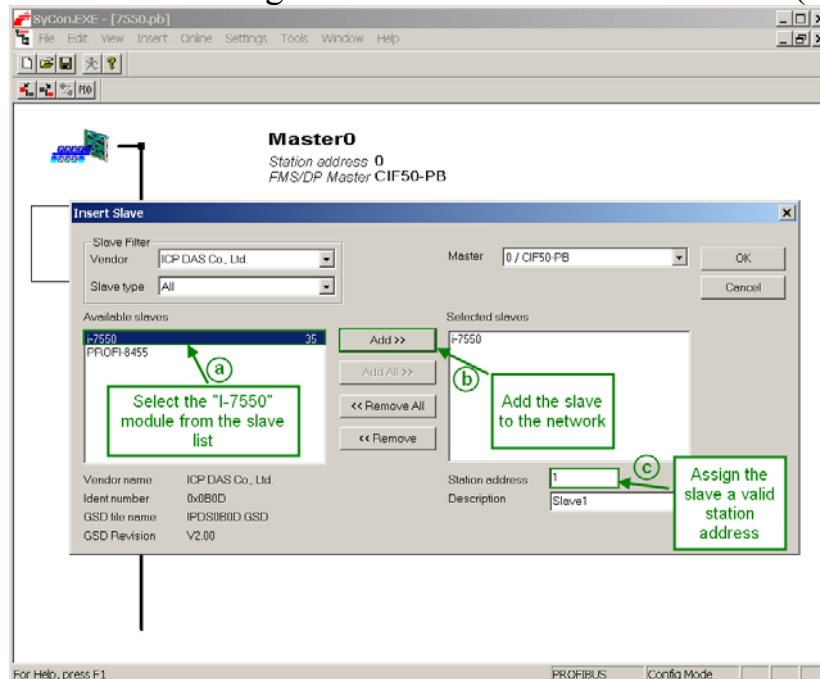 SyCon.EXE - [7550.pb]
File Edit View Insert Online Settings Tools Window Help
Master0
Station address 0
FMS/DP Master CIF50-PB
Insert Slave
Slave Filter
Vendor ICP DAS Co., Ltd.
Slave type All
Master 0 / CIF50-PB
OK
Cancel
Available slaves
i-7550 35
PROFI-8455
Add >>
Add All >>
<< Remove All
<< Remove
Selected slaves
i-7550
a
Select the "I-7550"
module from the slave
list
b
Add the slave
to the network
c
Assign the
slave a valid
station
address
Vendor name ICP DAS Co., Ltd.
Ident number 0x0B0D
GSD file name IPDS0B0D.GSD
GSD Revision V2.00
Station address 1
Description Slave1
For Help, press F1
PROFIBUS Config Mode